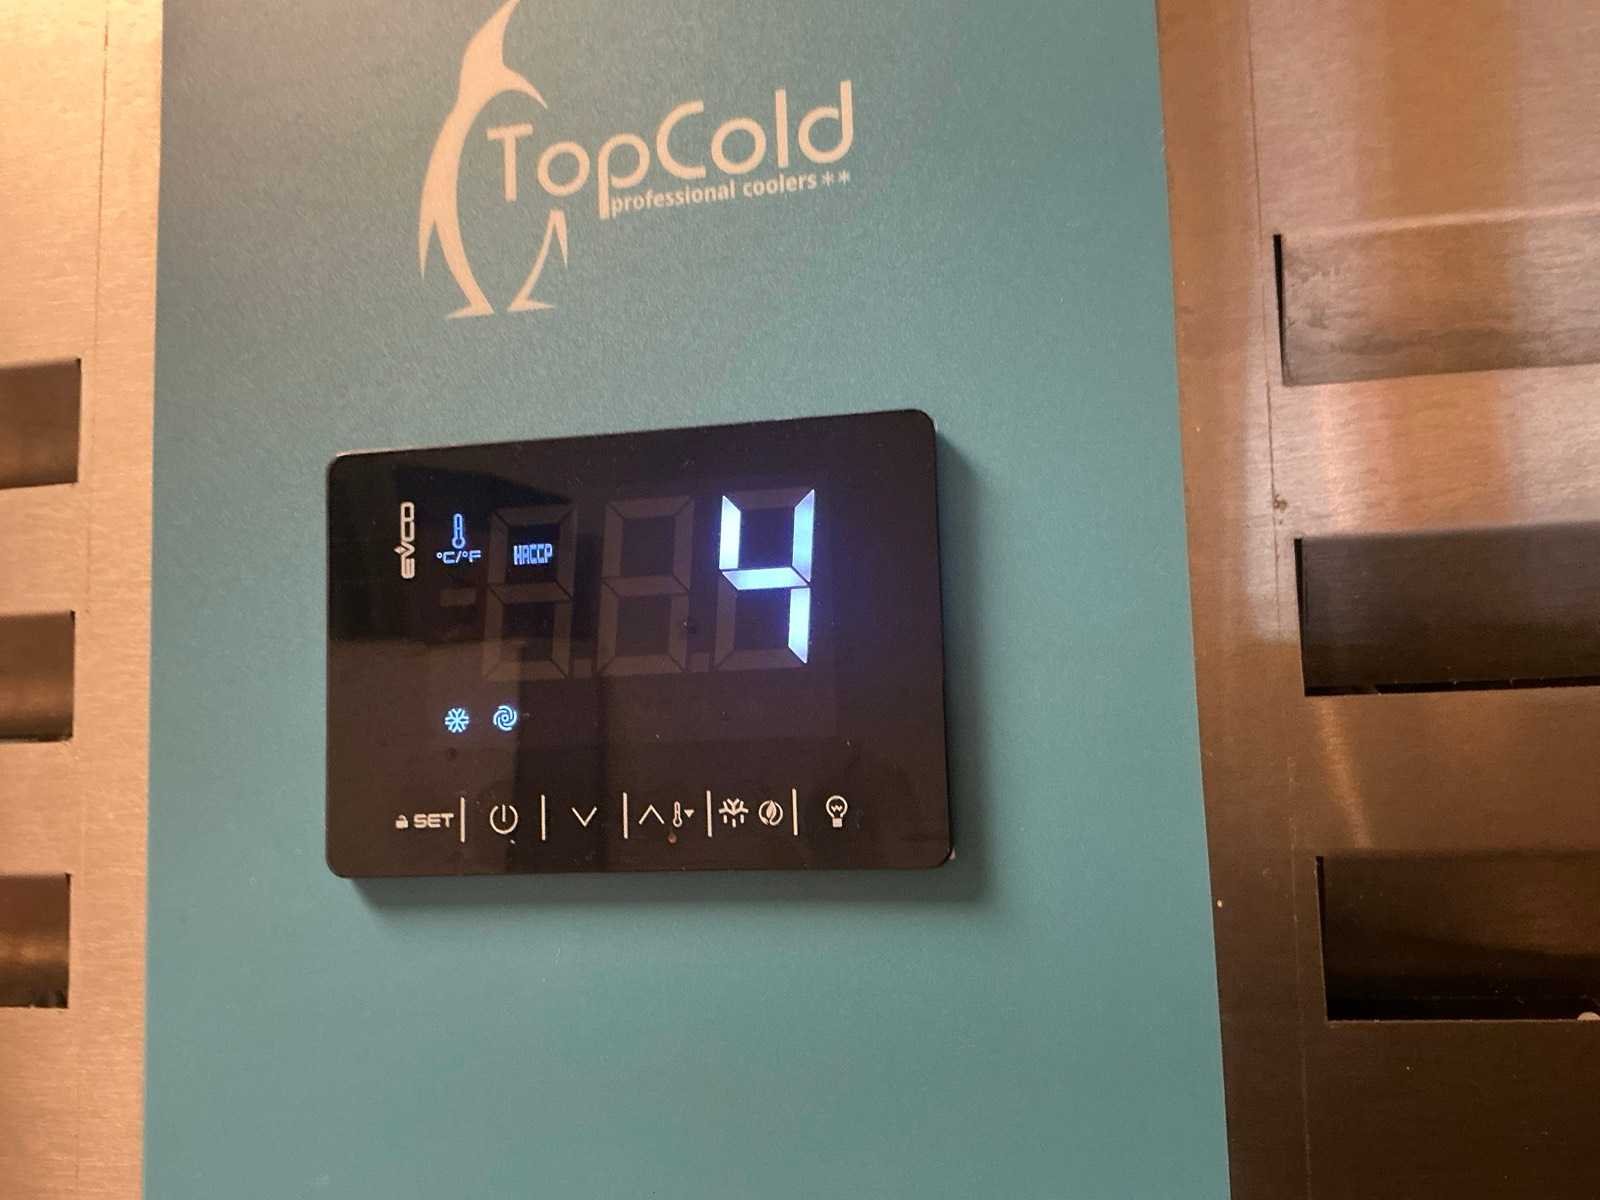 TopCold
professional coolers**
EVCO
°C/°F
HACCP
4
SET